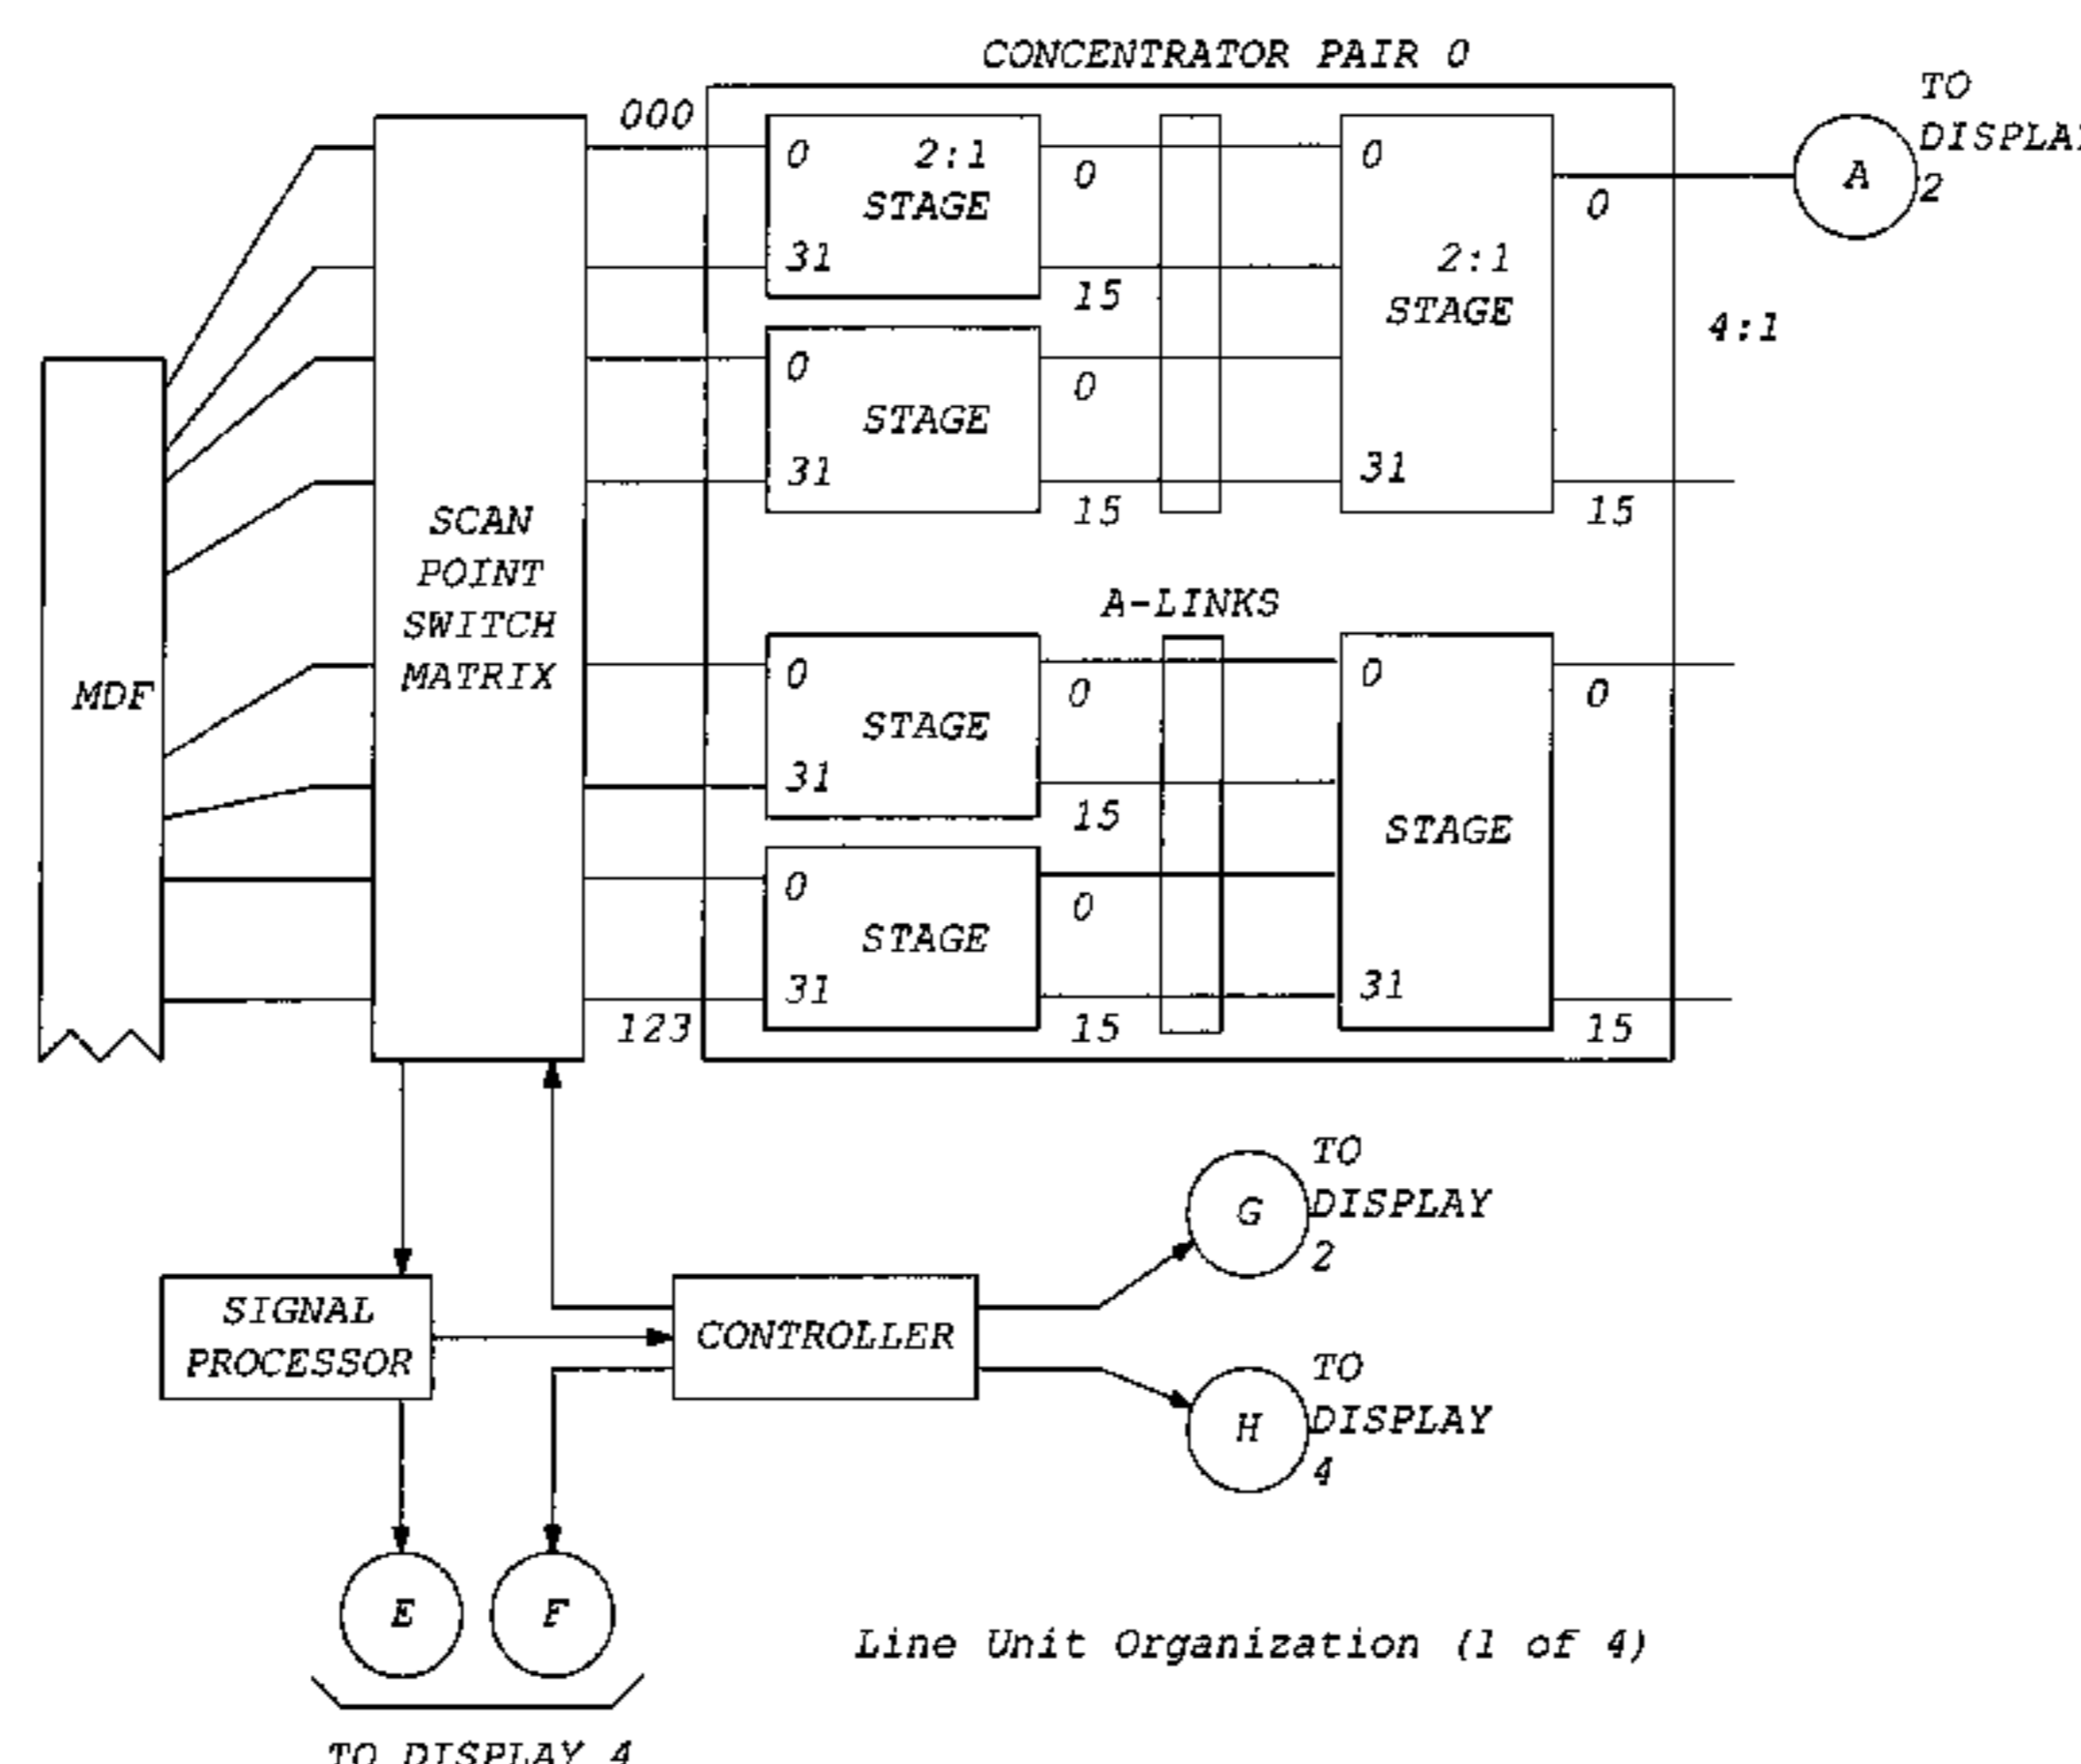 CONCENTRATOR PAIR 0
TO
000
0 2:1
0
0
A
2
STAGE
0
31
2:1
15
STAGE
4:1
0
0
STAGE
31
31
15
15
SCAN
POINT
A-LINKS
SWITCH
MATRIX
MDF
0
0
0
0
STAGE
31
15
STAGE
0
0
STAGE
31
31
123
15
15
TO
G
DISPLAY
2
SIGNAL
PROCESSOR
CONTROLLER
TO
H
DISPLAY
4
E
F
Line Unit Organization (1 of 4)
TO DISPLAY 4